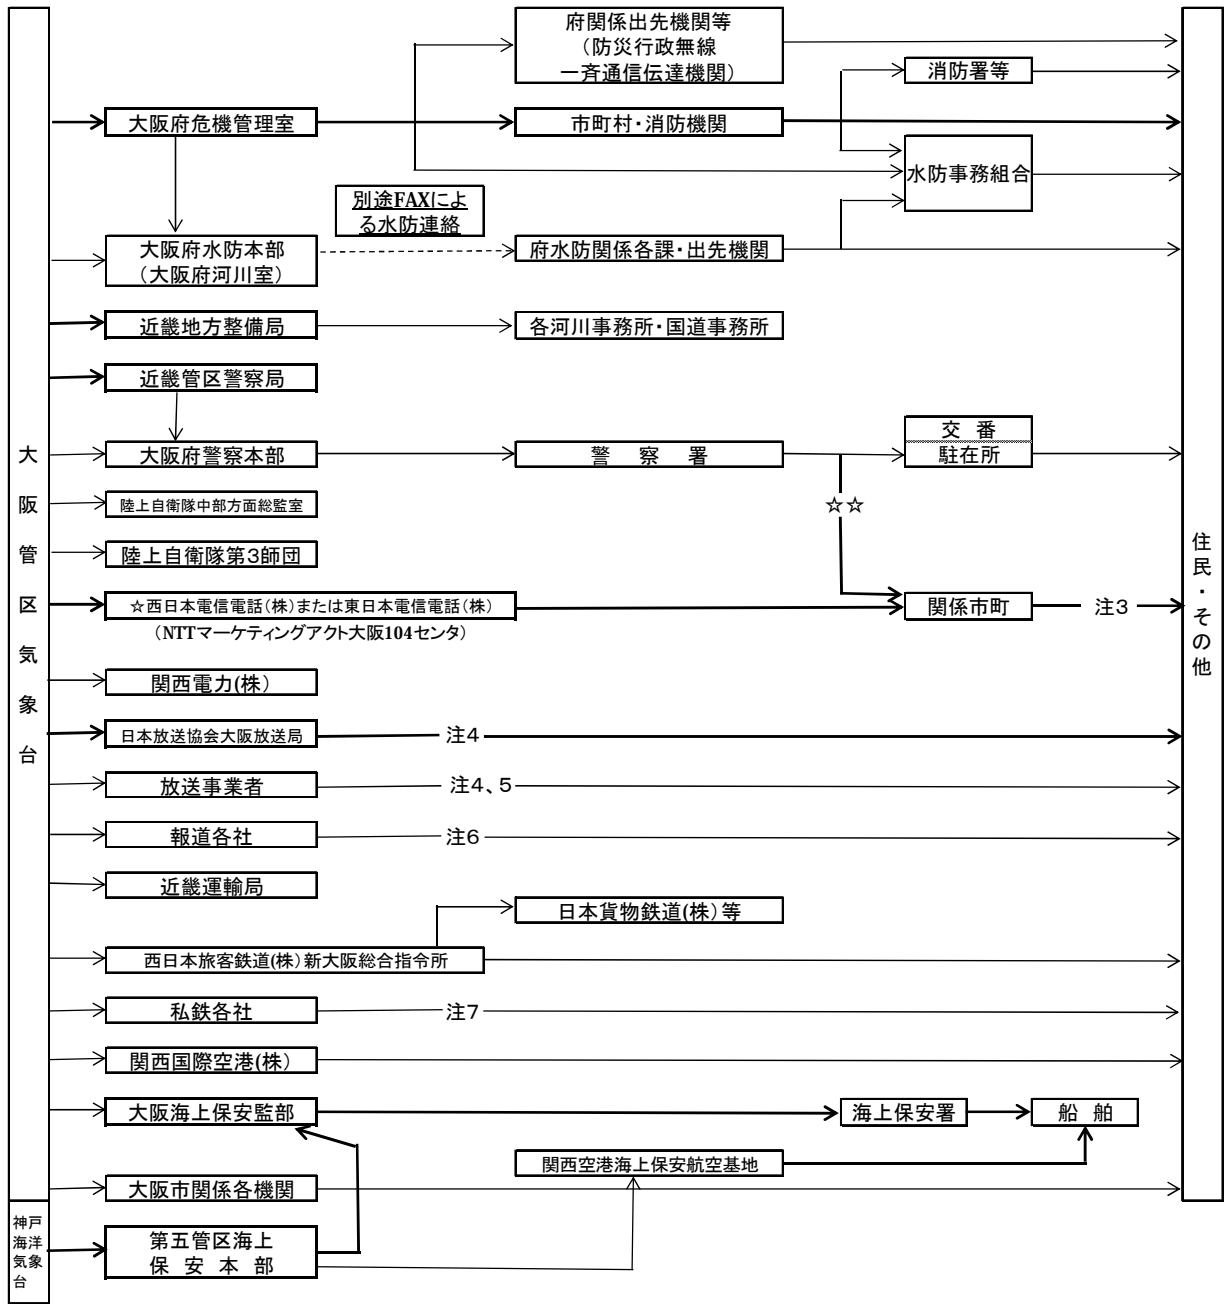 府関係出先機関等
（防災行政無線
一斉通信伝達機関）
消防署等
大阪府危機管理室
市町村・消防機関
水防事務組合
別途FAXによ
る水防連絡
大阪府水防本部
（大阪府河川室）
府水防関係各課・出先機関
近畿地方整備局
各河川事務所・国道事務所
近畿管区警察局
大阪府警察本部
警　察　署
交　番
駐在所
☆☆
陸上自衛隊中部方面総監室
陸上自衛隊第３師団
☆西日本電信電話（株）または東日本電信電話（株）
（NTTマーケティングアクト大阪104センタ）
関係市町
注３
関西電力(株）
日本放送協会大阪放送局
注４
放送事業者
注４、５
報道各社
注６
近畿運輸局
日本貨物鉄道(株）等
西日本旅客鉄道(株）新大阪総合指令所
私鉄各社
注７
関西国際空港(株）
大阪海上保安監部
海上保安署
船　舶
関西空港海上保安航空基地
大阪市関係各機関
第五管区海上
保　安　本　部
大阪管区気象台
神戸
海洋
気象
台
住民・その他